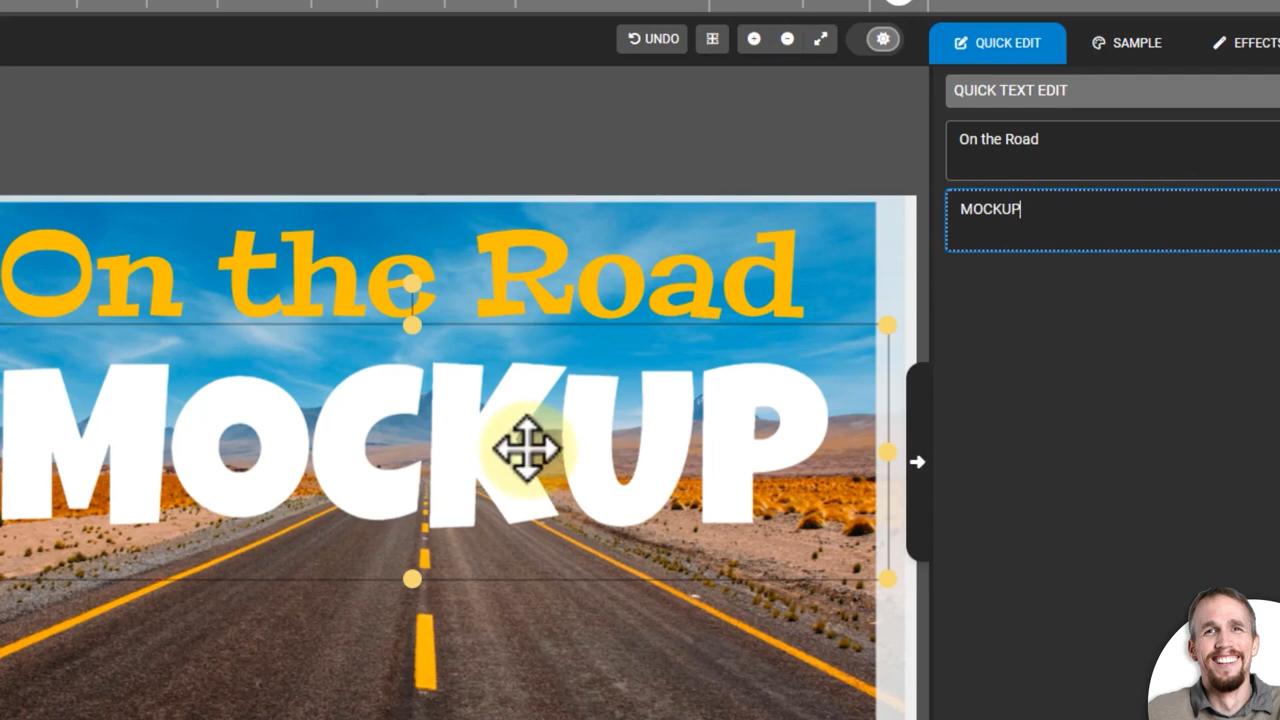 UNDO
QUICK EDIT
SAMPLE
EFFECTS
QUICK TEXT EDIT
On the Road
MOCKUP
On the Road
MOCKUP